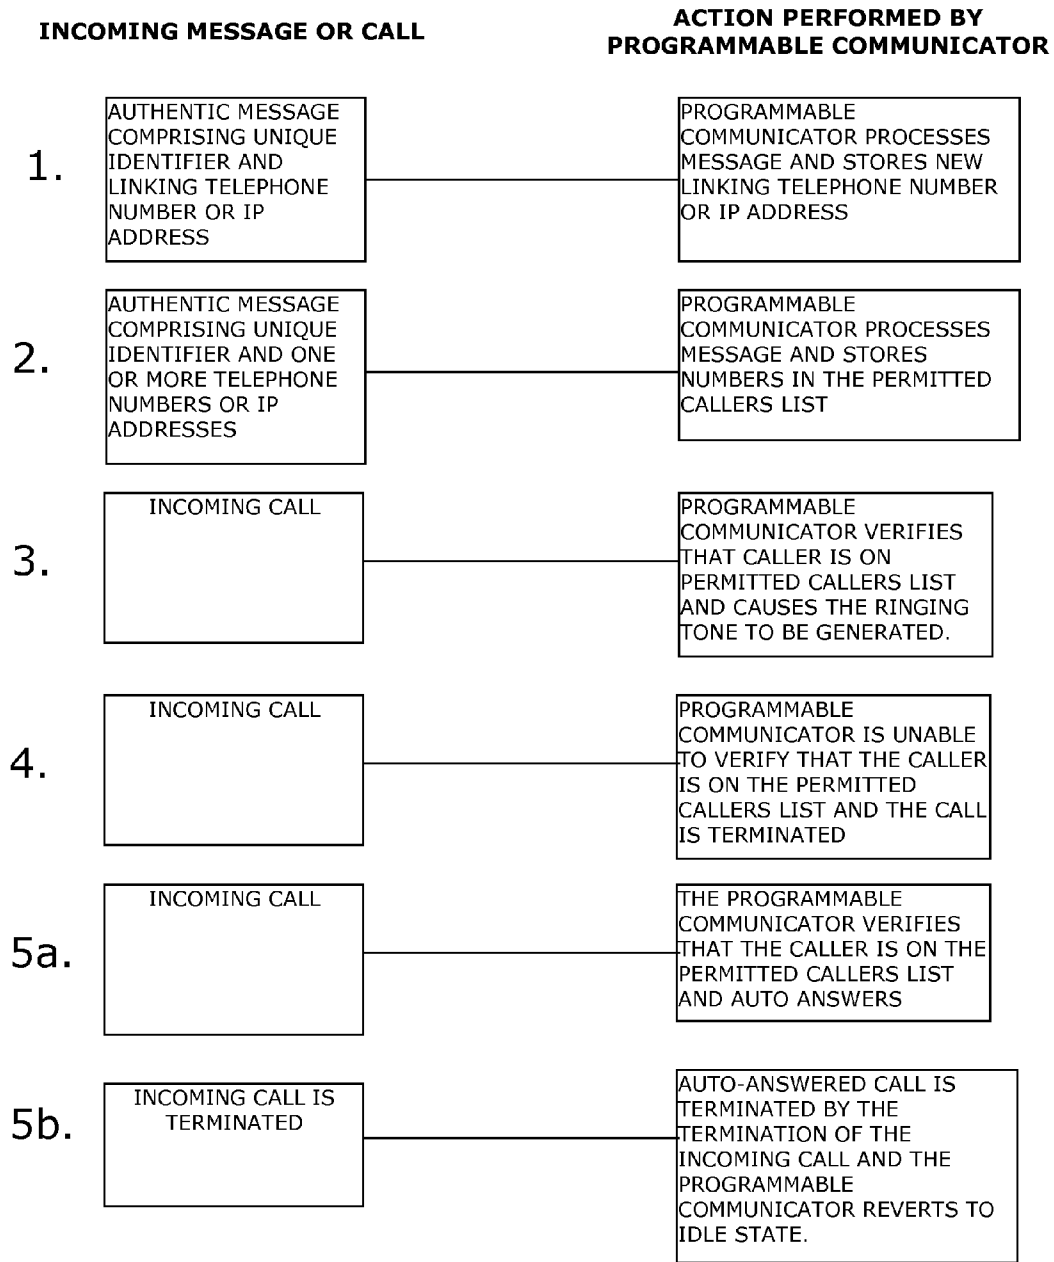 INCOMING MESSAGE OR CALL
ACTION PERFORMED BY
PROGRAMMABLE COMMUNICATOR
1.
AUTHENTIC MESSAGE
COMPRISING UNIQUE
IDENTIFIER AND
LINKING TELEPHONE
NUMBER OR IP
ADDRESS
PROGRAMMABLE
COMMUNICATOR PROCESSES
MESSAGE AND STORES NEW
LINKING TELEPHONE NUMBER
OR IP ADDRESS
2.
AUTHENTIC MESSAGE
COMPRISING UNIQUE
IDENTIFIER AND ONE
OR MORE TELEPHONE
NUMBERS OR IP
ADDRESSES
PROGRAMMABLE
COMMUNICATOR PROCESSES
MESSAGE AND STORES
NUMBERS IN THE PERMITTED
CALLERS LIST
3.
INCOMING CALL
PROGRAMMABLE
COMMUNICATOR VERIFIES
THAT CALLER IS ON
PERMITTED CALLERS LIST
AND CAUSES THE RINGING
TONE TO BE GENERATED.
4.
INCOMING CALL
PROGRAMMABLE
COMMUNICATOR IS UNABLE
TO VERIFY THAT THE CALLER
IS ON THE PERMITTED
CALLERS LIST AND THE CALL
IS TERMINATED
5a.
INCOMING CALL
THE PROGRAMMABLE
COMMUNICATOR VERIFIES
THAT THE CALLER IS ON THE
PERMITTED CALLERS LIST
AND AUTO ANSWERS
5b.
INCOMING CALL IS
TERMINATED
AUTO-ANSWERED CALL IS
TERMINATED BY THE
TERMINATION OF THE
INCOMING CALL AND THE
PROGRAMMABLE
COMMUNICATOR REVERTS TO
IDLE STATE.